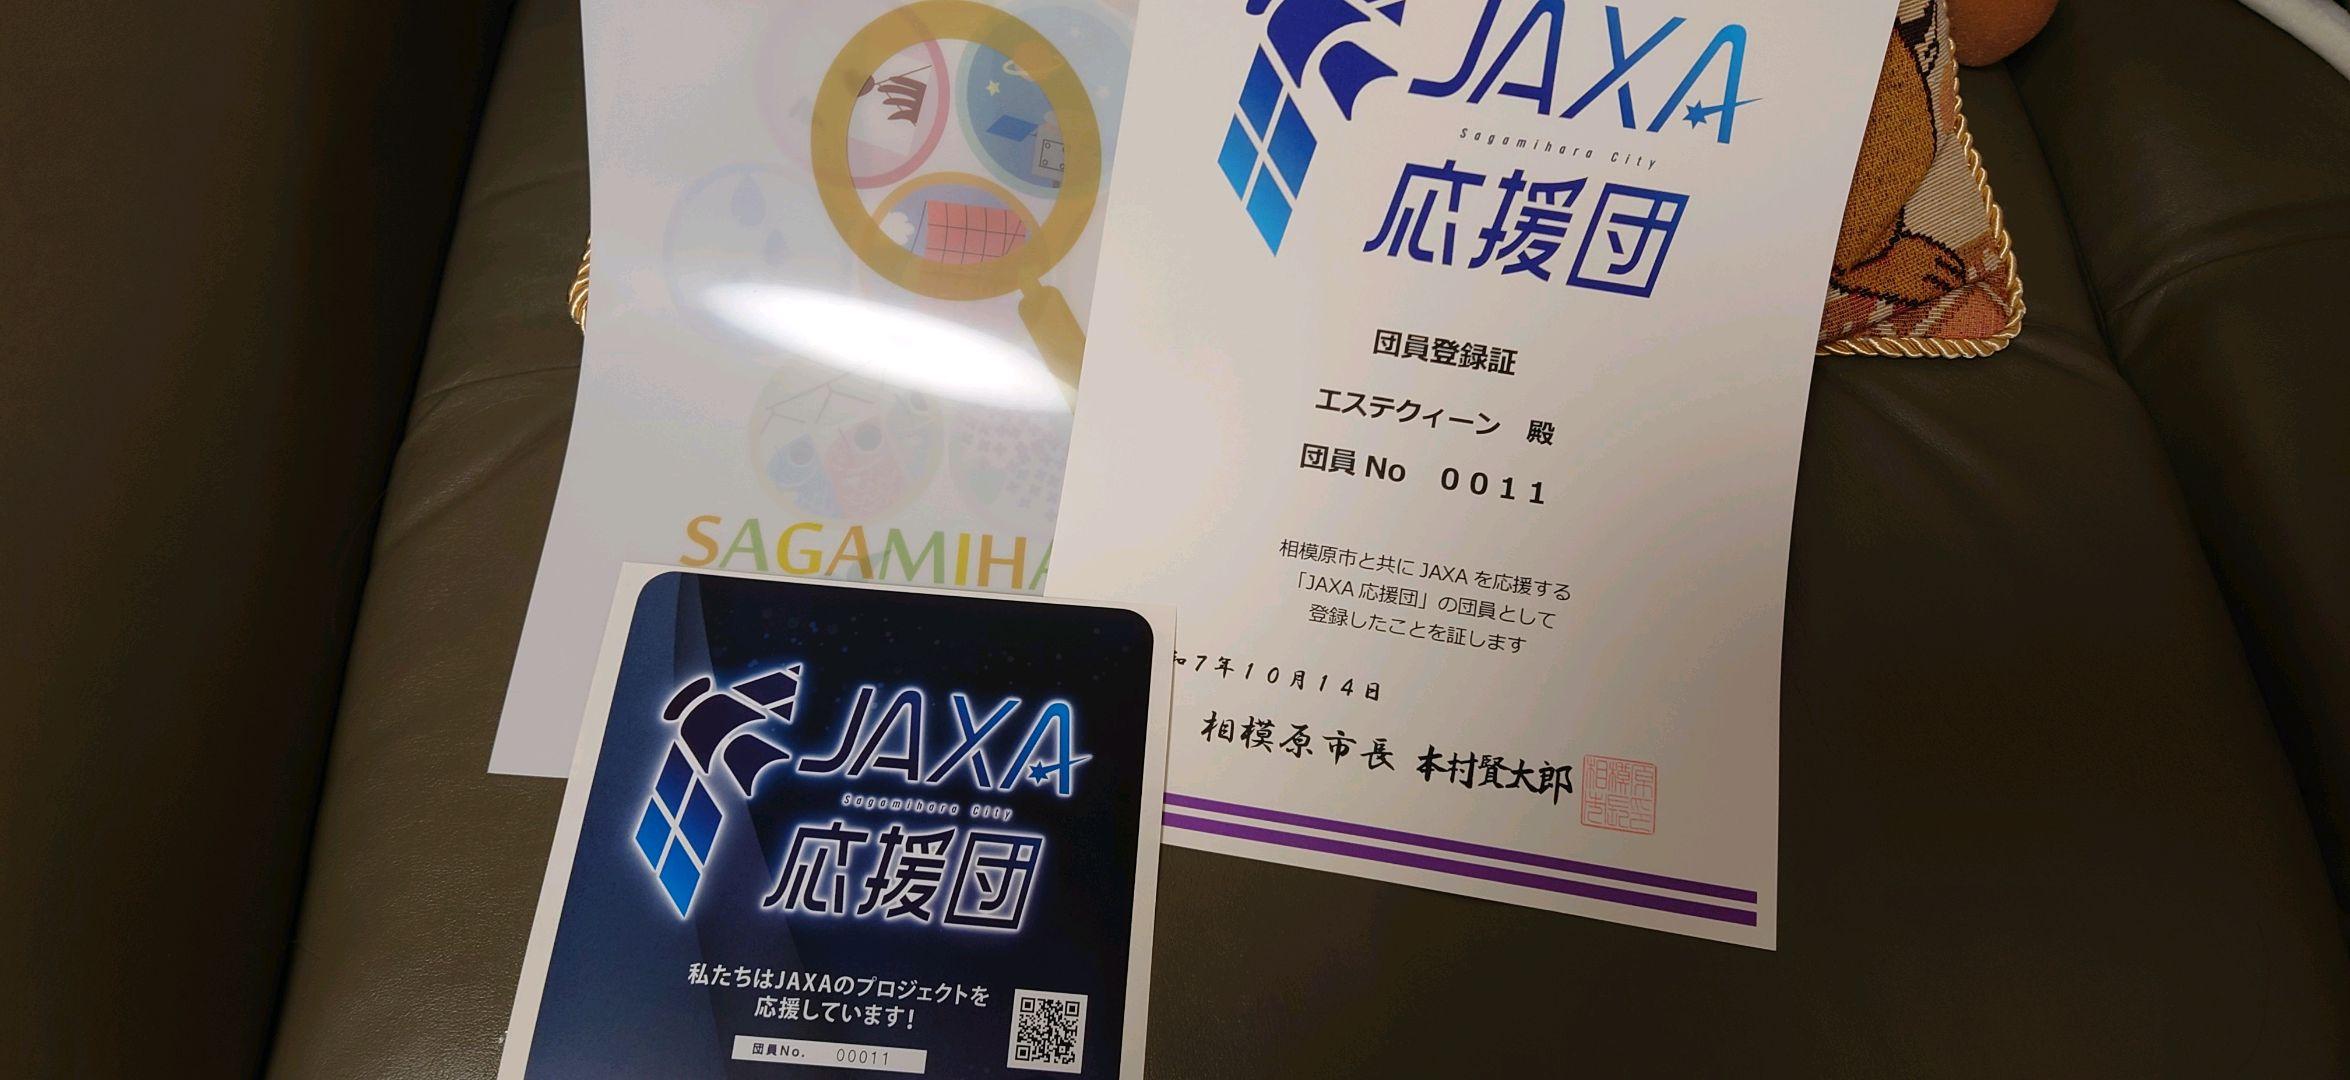 JAXA
Sagamihara City
応援団
団員登録証
エステクィーン 殿
団員 No 0011
相模原市と共に JAXA を応援する
「JAXA 応援団」の団員として
登録したことを証します
和7年10月14日
相模原市長 本村賢太郎
SAGAMIHA
JAXA
Sagamihara City
応援団
私たちはJAXAのプロジェクトを
応援しています!
団員No. 00011